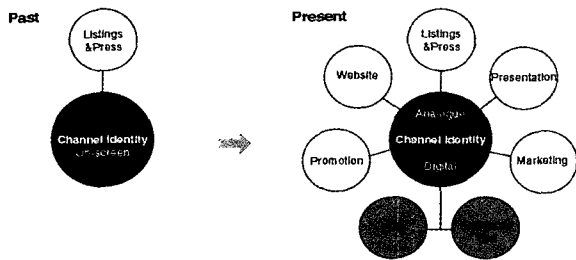 Past
Listings
&Press
Channel Identity
On-screen
Present
Listings
&Press
Website
Presentation
Analogue
Channel Identity
Digital
Promotion
Marketing